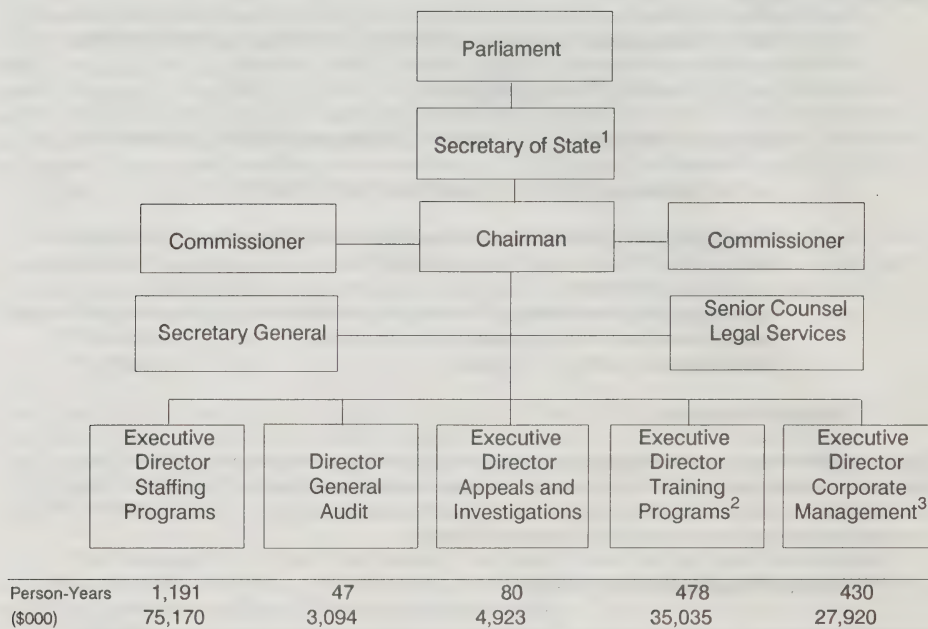 Parliament
Secretary of State¹
Commissioner
Chairman
Commissioner
Secretary General
Senior Counsel
Legal Services
Executive
Director
Staffing
Programs
Director
General
Audit
Executive
Director
Appeals and
Investigations
Executive
Director
Training
Programs²
Executive
Director
Corporate
Management³
Person-Years 1,191 47 80 478 430
($000) 75,170 3,094 4,923 35,035 27,920